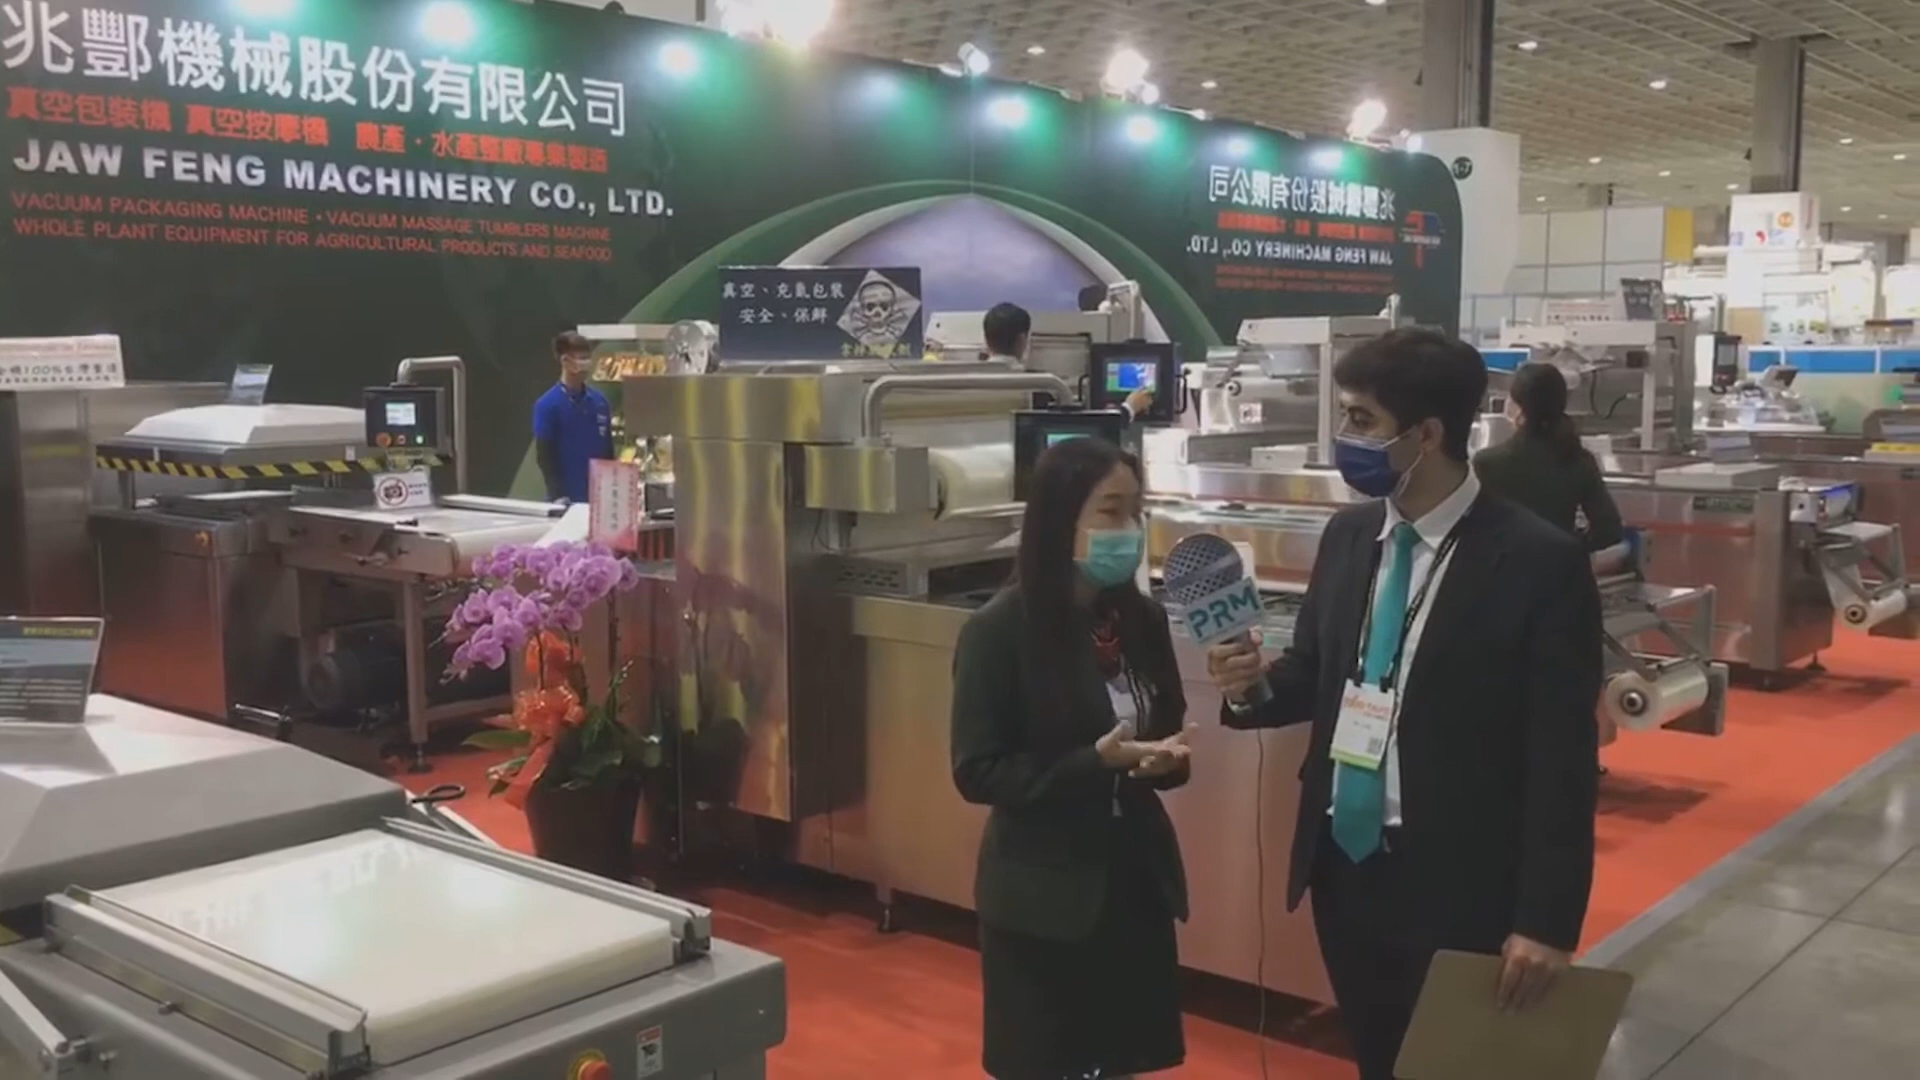 兆酆機械股份有限公司
真空包裝機 真空按摩機 農產·水產整廠專業製造
JAW FENG MACHINERY CO., LTD.
VACUUM PACKAGING MACHINE · VACUUM MASSAGE TUMBLERS MACHINE
WHOLE PLANT EQUIPMENT FOR AGRICULTURAL PRODUCTS AND SEAFOOD
兆酆機械股份有限公司
JAW FENG MACHINERY CO., LTD.
真空、充氮包裝
安全、保鮮
PRM